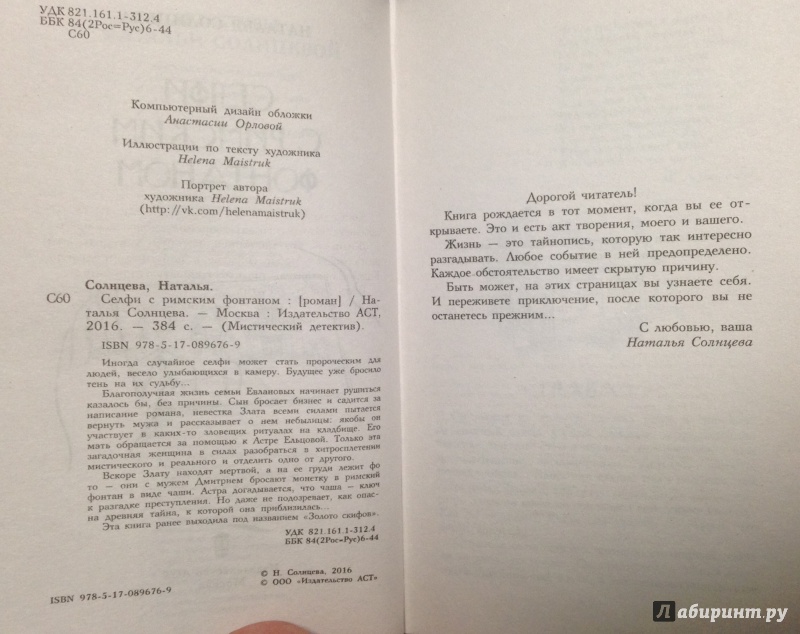 УДК 821.161.1-312.4
ББК 84(2Рос=Рус)6-44
С60
Компьютерный дизайн обложки
Анастасии Орловой
Иллюстрации по тексту художника
Helena Maistruk
Портрет автора
художника Helena Maistruk
(http://vk.com/helenamaistruk)
Солнцева, Наталья.
С60 Селфи с римским фонтаном : [роман] / На-
талья Солнцева. — Москва : Издательство АСТ,
2016. — 384 с. — (Мистический детектив).
ISBN 978-5-17-089676-9
Иногда случайное селфи может стать пророческим для
людей, весело улыбающихся в камеру. Будущее уже бросило
тень на их судьбу...
Благополучная жизнь семьи Евлановых начинает рушиться
казалось бы, без причины. Сын бросает бизнес и садится за
написание романа, невестка Злата всеми силами пытается
вернуть мужа и рассказывает о нем небылицы: якобы он
участвует в каких-то зловещих ритуалах на кладбище. Его
мать обращается за помощью к Астре Ельцовой. Только эта
загадочная женщина в силах разобраться в хитросплетении
мистического и реального и отделить одно от другого.
Вскоре Злату находят мертвой, а на ее груди лежит фо
то — они с мужем Дмитрием бросают монетку в римский
фонтан в виде чаши. Астра догадывается, что чаша — ключ
к разгадке преступления. Но даже не подозревает, как опас-
на древняя тайна, к которой она приблизилась...
Эта книга ранее выходила под названием «Золото скифов».
УДК 821.161.1-312.4
ББК 84(2Рос=Рус)6-44
© Н. Солнцева, 2016
© ООО «Издательство АСТ»
ISBN 978-5-17-089676-9
Дорогой читатель!
Книга рождается в тот момент, когда вы ее от-
крываете. Это и есть акт творения, моего и вашего.
Жизнь — это тайнопись, которую так интересно
разгадывать. Любое событие в ней предопределено.
Каждое обстоятельство имеет скрытую причину.
Быть может, на этих страницах вы узнаете себя.
И переживете приключение, после которого вы не
останетесь прежним...
С любовью, ваша
Наталья Солнцева
Лабиринт.ру